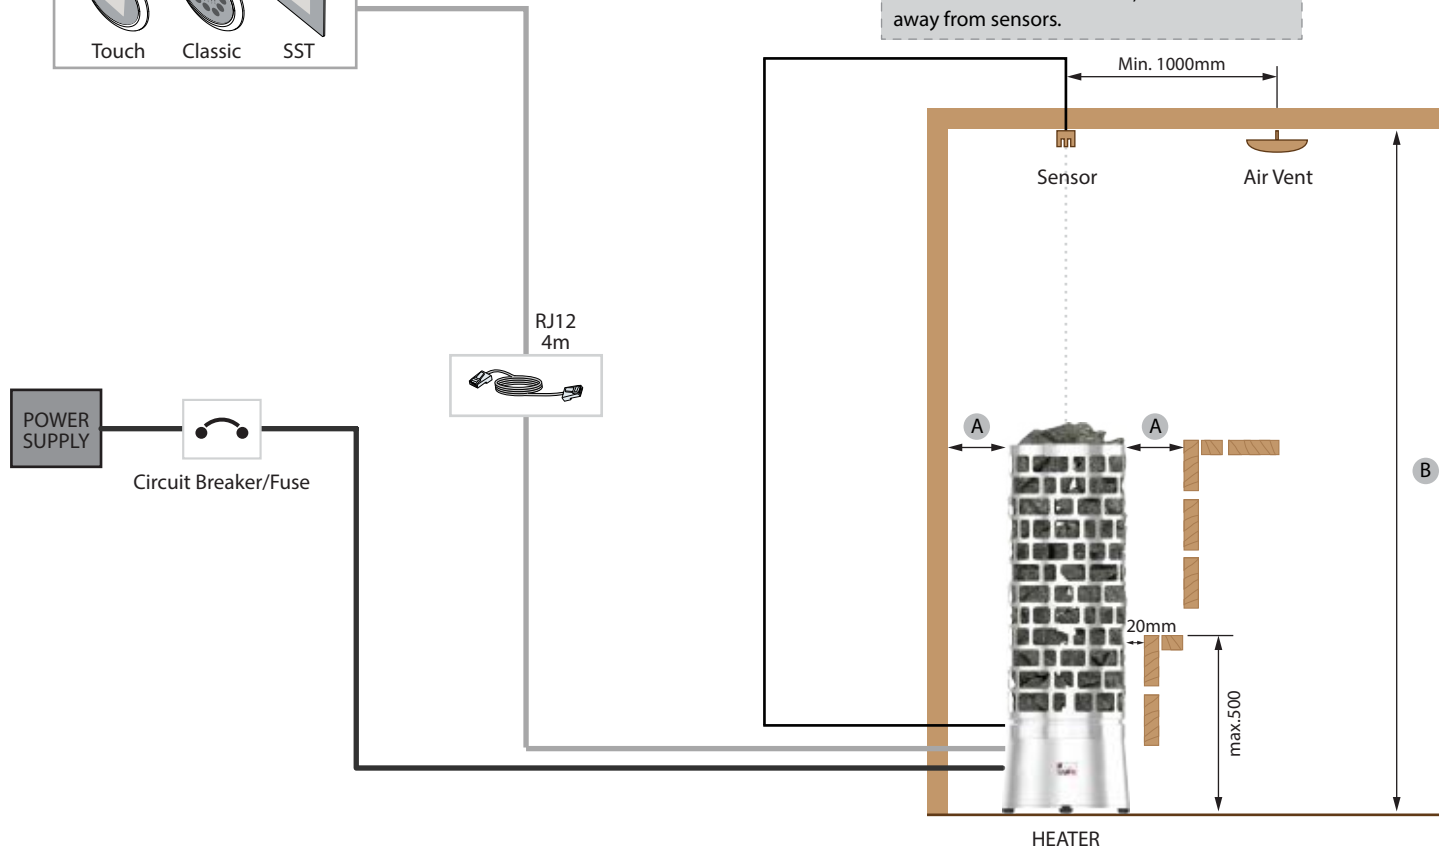 away from sensors.
Touch
Classic
SST
Min. 1000mm
Sensor
Air Vent
RJ12
4m
POWER
SUPPLY
Circuit Breaker/Fuse
A
A
B
20mm
max.500
HEATER